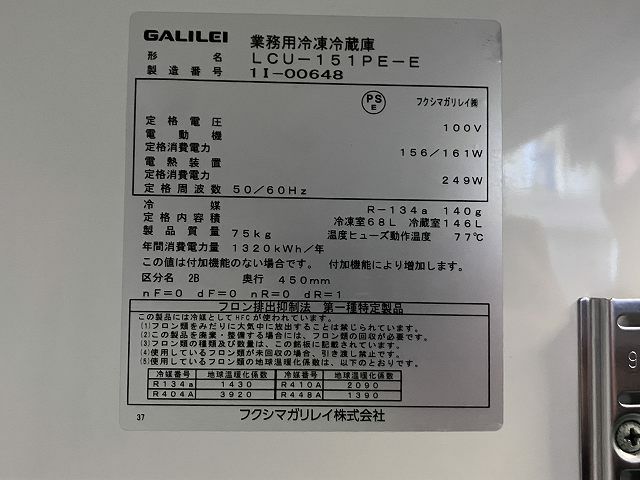 GALILEI 業務用冷凍冷蔵庫
形名 LCU-151PE-E
製造番号 1I-00648
PS E フクシマガリレイ㈱
定格電圧 100V
電動機
定格消費電力 156/161W
電熱装置
定格消費電力 249W
定格周波数 50/60Hz
冷媒 R-134a 140g
定格内容積 冷凍室68L 冷蔵室146L
製品質量 75kg 温度ヒューズ動作温度 77℃
年間消費電力量 1320kWh/年
この値は付加機能のない場合です。 付加機能により増加します。
区分名 2B 奥行 450mm
nF=0 dF=0 nR=0 dR=1
フロン排出抑制法 第一種特定製品
この製品には冷媒としてHFCが使われています。
(1)フロン類をみだりに大気中に放出することは禁じられています。
(2)この製品を廃棄・整備する場合には、フロン類の回収が必要です。
(3)フロン類の種類及び数量は、この銘板に記載されています。
(4)使用しているフロン類が未回収の場合、引き渡し禁止です。
(5)使用しているフロン類の地球温暖化係数は、以下のとおりです。
冷媒番号 地球温暖化係数 冷媒番号 地球温暖化係数
R134a 1430 R410A 2090
R404A 3920 R448A 1390
37 フクシマガリレイ株式会社
9